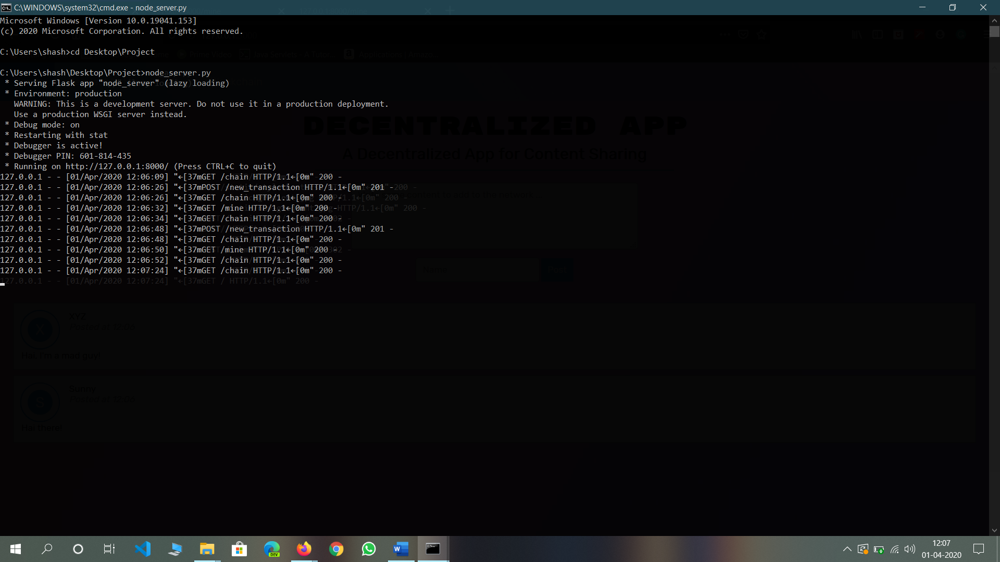 C:\WINDOWS\system32\cmd.exe - node_server.py
Microsoft Windows [Version 10.0.19041.153]
(c) 2020 Microsoft Corporation. All rights reserved.
C:\Users\shash>cd Desktop\Project
C:\Users\shash\Desktop\Project>node_server.py
* Serving Flask app "node_server" (lazy loading)
* Environment: production
WARNING: This is a development server. Do not use it in a production deployment.
Use a production WSGI server instead.
* Debug mode: on
* Restarting with stat
* Debugger is active!
* Debugger PIN: 601-814-435
* Running on http://127.0.0.1:8000/ (Press CTRL+C to quit)
127.0.0.1 - - [01/Apr/2020 12:06:09] "←[37mGET /chain HTTP/1.1←[0m" 200 -
127.0.0.1 - - [01/Apr/2020 12:06:26] "←[37mPOST /new_transaction HTTP/1.1←[0m" 201 -
127.0.0.1 - - [01/Apr/2020 12:06:26] "←[37mGET /chain HTTP/1.1←[0m" 200 -
127.0.0.1 - - [01/Apr/2020 12:06:32] "←[37mGET /mine HTTP/1.1←[0m" 200 -
127.0.0.1 - - [01/Apr/2020 12:06:34] "←[37mGET /chain HTTP/1.1←[0m" 200 -
127.0.0.1 - - [01/Apr/2020 12:06:48] "←[37mPOST /new_transaction HTTP/1.1←[0m" 201 -
127.0.0.1 - - [01/Apr/2020 12:06:48] "←[37mGET /chain HTTP/1.1←[0m" 200 -
127.0.0.1 - - [01/Apr/2020 12:06:50] "←[37mGET /mine HTTP/1.1←[0m" 200 -
127.0.0.1 - - [01/Apr/2020 12:06:52] "←[37mGET /chain HTTP/1.1←[0m" 200 -
127.0.0.1 - - [01/Apr/2020 12:07:24] "←[37mGET /chain HTTP/1.1←[0m" 200 -
127.0.0.1 - - [01/Apr/2020 12:07:24] "←[37mGET / HTTP/1.1←[0m" 200 -
DECENTRALIZED APP
A Decentralized App for Content Sharing
Name Post
X
XYZ
Posted at 12:06
Hai, I'm a mad guy!
S
Sunny
Posted at 12:06
Hai there!
DEV
W
12:07
01-04-2020